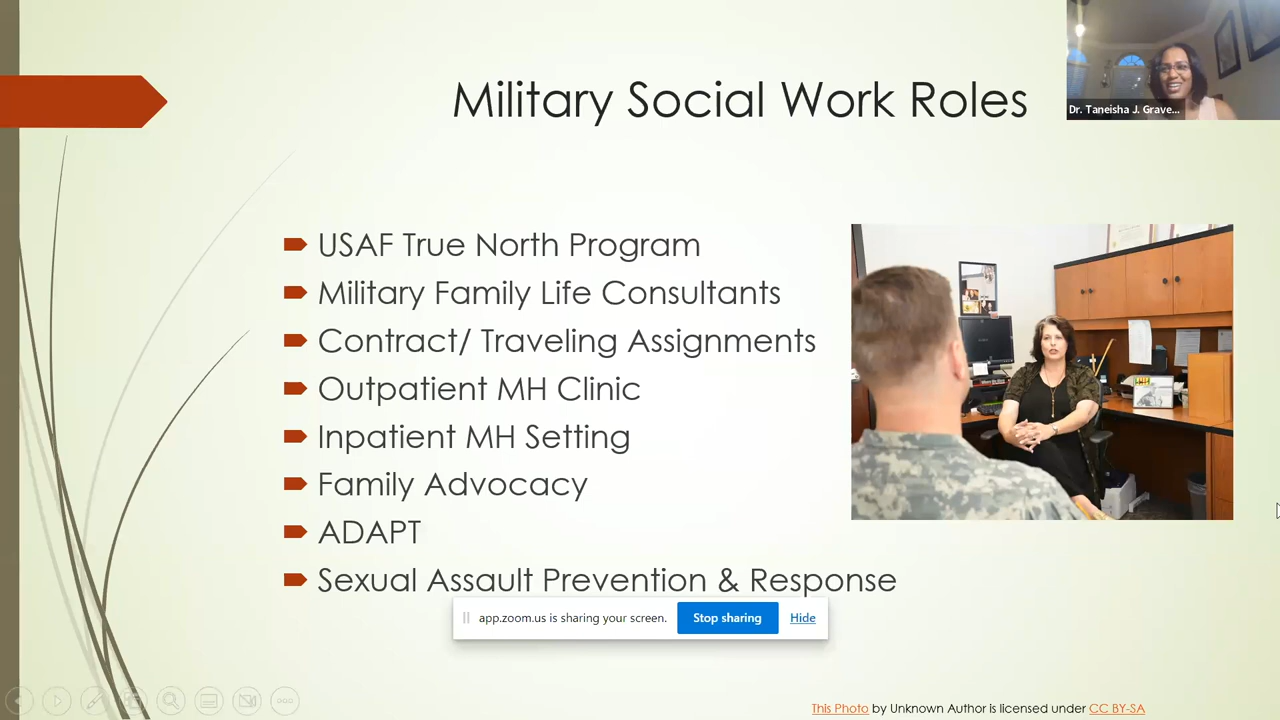 Military Social Work Roles
Dr. Taneisha J. Grave...
USAF True North Program
Military Family Life Consultants
Contract/ Traveling Assignments
Outpatient MH Clinic
Inpatient MH Setting
Family Advocacy
ADAPT
Sexual Assault Prevention & Response
app.zoom.us is sharing your screen.
Stop sharing
Hide
This Photo by Unknown Author is licensed under CC BY-SA